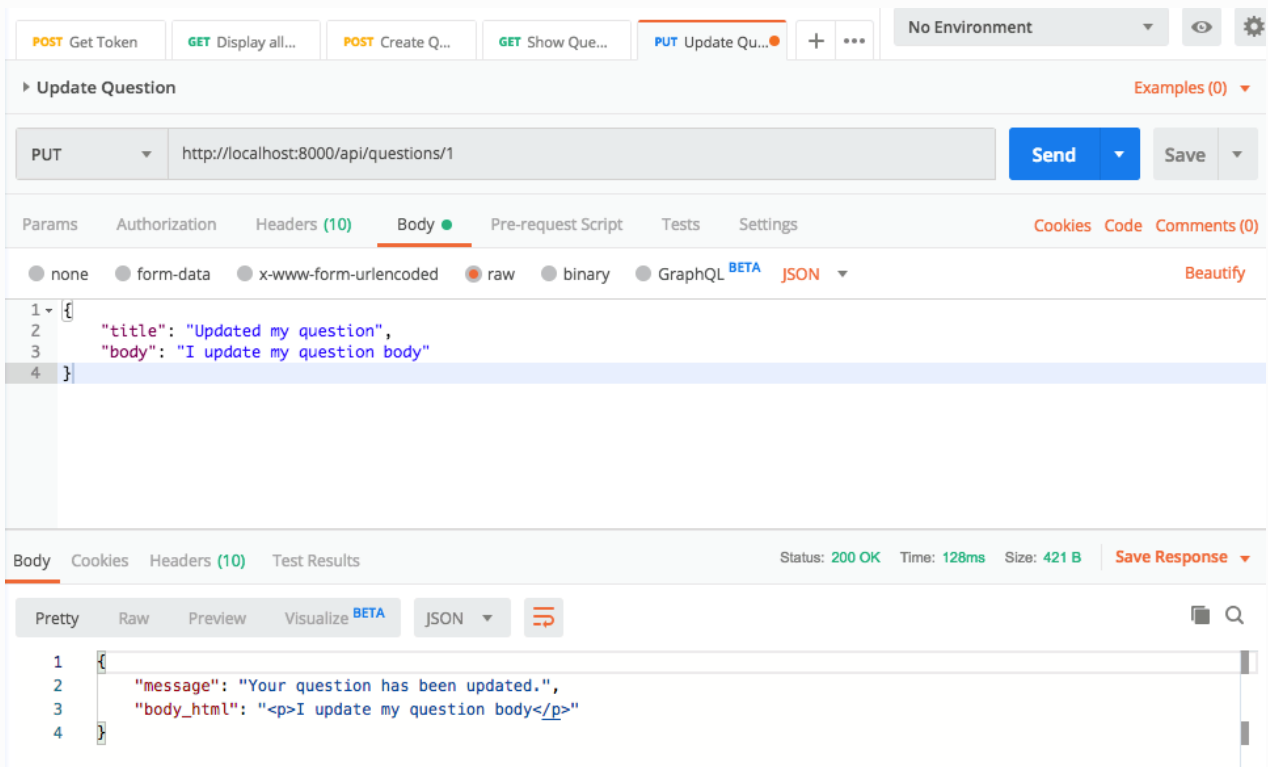 POST Get Token GET Display all... POST Create Q... GET Show Que... PUT Update Qu... No Environment
Update Question Examples (0)
PUT http://localhost:8000/api/questions/1 Send Save
Params Authorization Headers (10) Body Pre-request Script Tests Settings Cookies Code Comments (0)
none form-data x-www-form-urlencoded raw binary GraphQL BETA JSON Beautify
1 {
2 "title": "Updated my question",
3 "body": "I update my question body"
4 }
Body Cookies Headers (10) Test Results Status: 200 OK Time: 128ms Size: 421 B Save Response
Pretty Raw Preview Visualize BETA JSON
1 {
2 "message": "Your question has been updated.",
3 "body_html": "<p>I update my question body</p>"
4 }